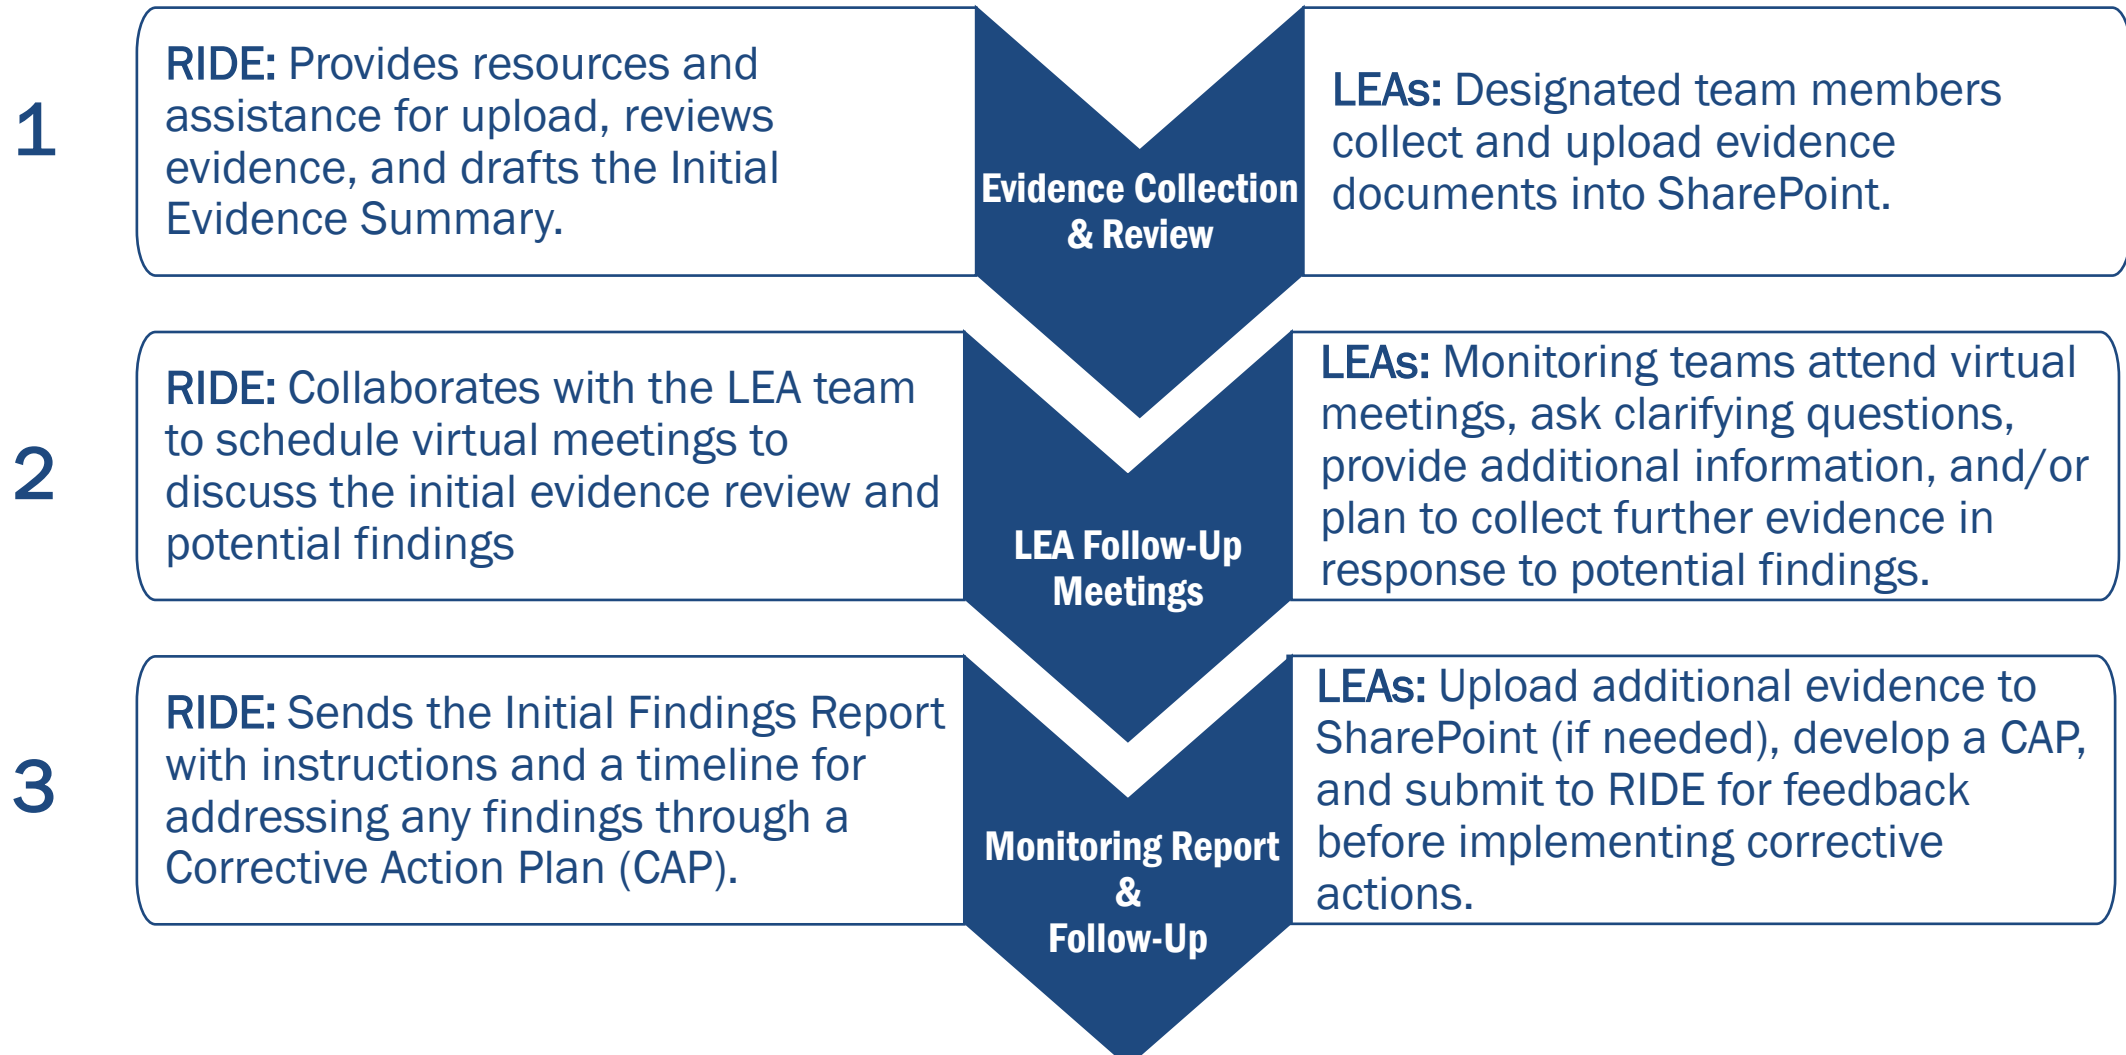 1
RIDE: Provides resources and
assistance for upload, reviews
evidence, and drafts the Initial
Evidence Summary.
Evidence Collection
& Review
LEAs: Designated team members
collect and upload evidence
documents into SharePoint.
2
RIDE: Collaborates with the LEA team
to schedule virtual meetings to
discuss the initial evidence review and
potential findings
LEA Follow-Up
Meetings
LEAs: Monitoring teams attend virtual
meetings, ask clarifying questions,
provide additional information, and/or
plan to collect further evidence in
response to potential findings.
3
RIDE: Sends the Initial Findings Report
with instructions and a timeline for
addressing any findings through a
Corrective Action Plan (CAP).
Monitoring Report
&
Follow-Up
LEAs: Upload additional evidence to
SharePoint (if needed), develop a CAP,
and submit to RIDE for feedback
before implementing corrective
actions.